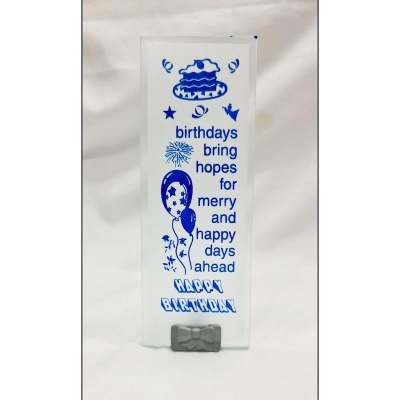 birthdays
bring
hopes
for
merry
and
happy
days
ahead
HAPPY
BIRTHDAY